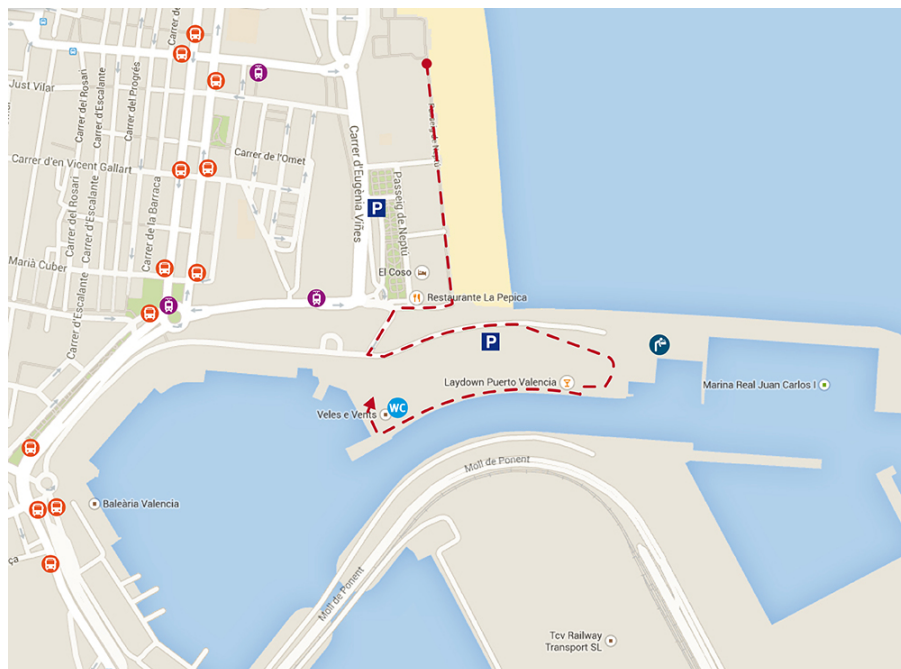 Just Vilar
Carrer del Rosari
Carrer d'Escalante
Carrer del Progrés
Carrer de l'Omet
Carrer d'en Vicent Gallart
Carrer d'Eugènia Viñes
Passeig de Neptú
Passeig de Neptú
P
Carrer del Rosari
Carrer d'Escalante
Carrer de la Barraca
Marià Cuber
El Coso
Restaurante La Pepica
Carrer d'Escalante
P
Laydown Puerto Valencia
Marina Real Juan Carlos I
Veles e Vents
WC
Moll de Ponent
Baleària Valencia
Moll de Ponent
Tcv Railway
Transport SL